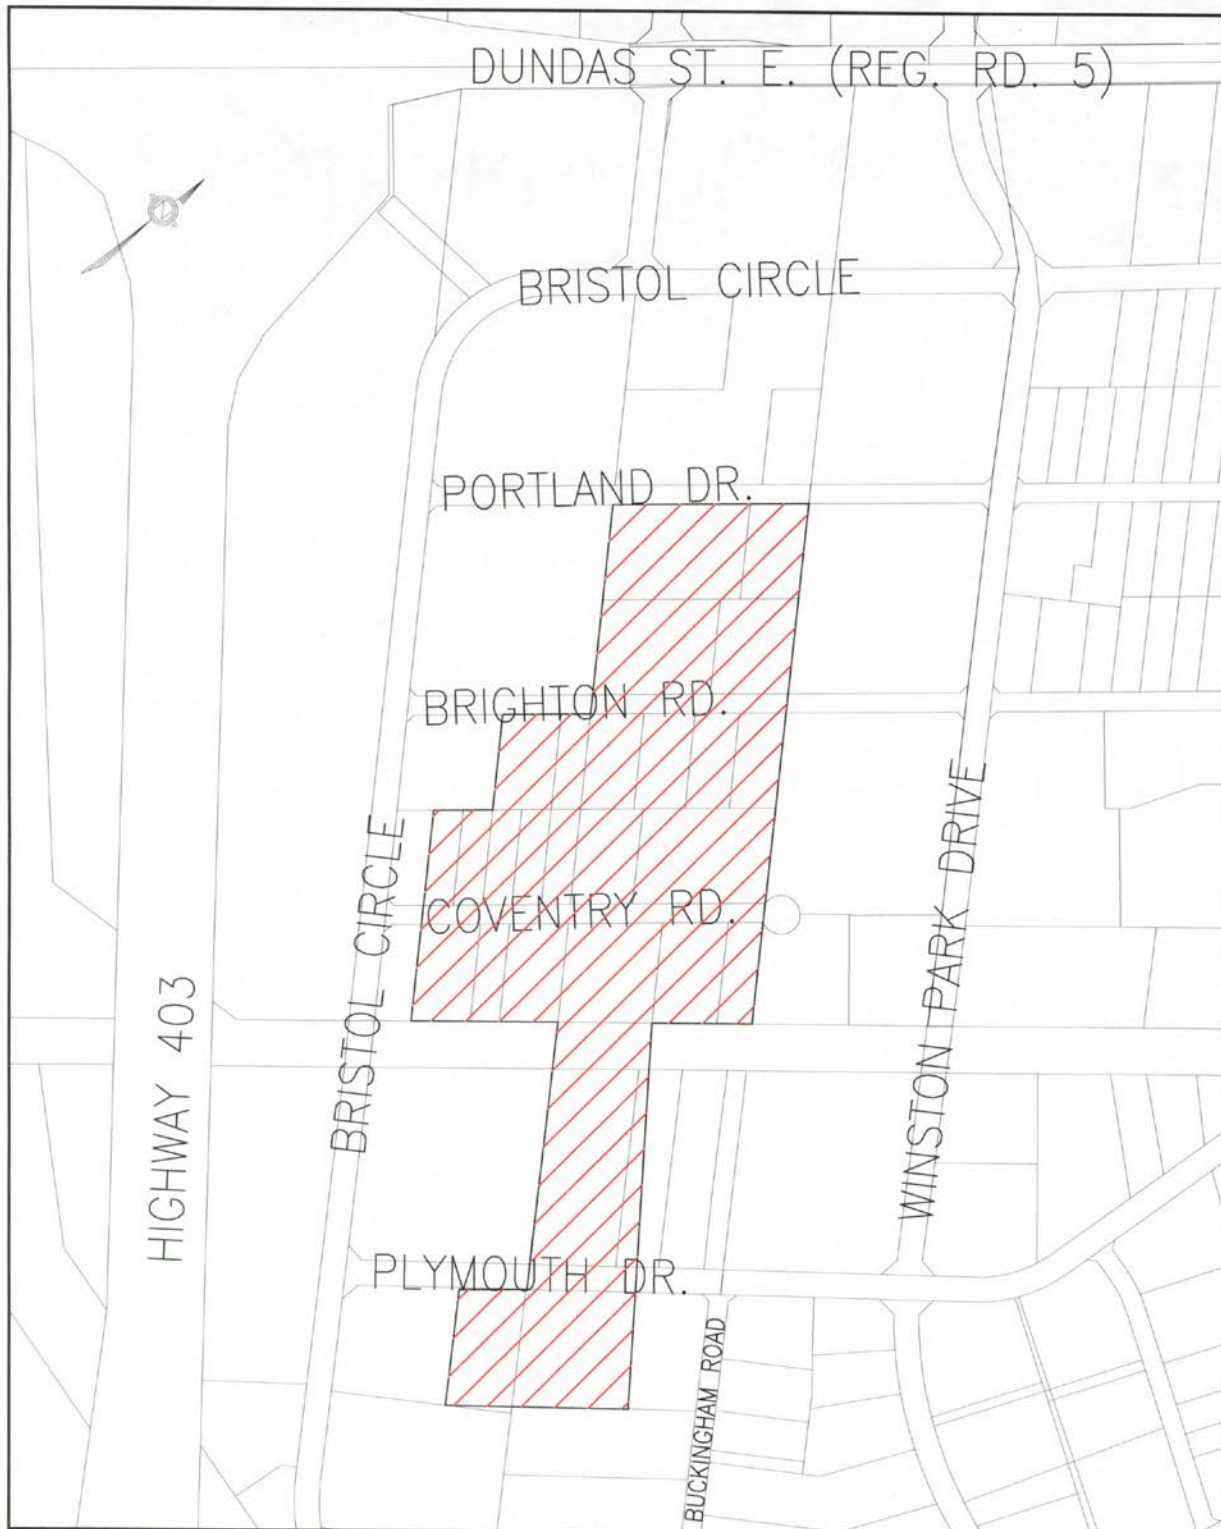 DUNDAS ST. E. (REG. RD. 5)
BRISTOL CIRCLE
PORTLAND DR.
BRIGHTON RD.
COVENTRY RD.
BRISTOL CIRCLE
WINSTON PARK DRIVE
HIGHWAY 403
PLYMOUTH DR.
BUCKINGHAM ROAD